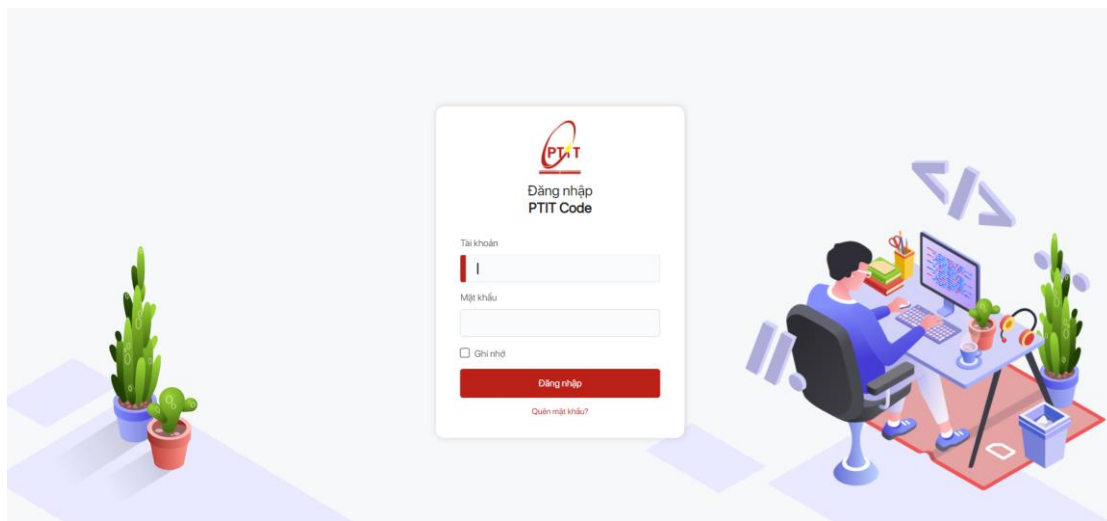 PTIT
Đăng nhập
PTIT Code
Tài khoản
Mật khẩu
Ghi nhớ
Đăng nhập
Quên mật khẩu?